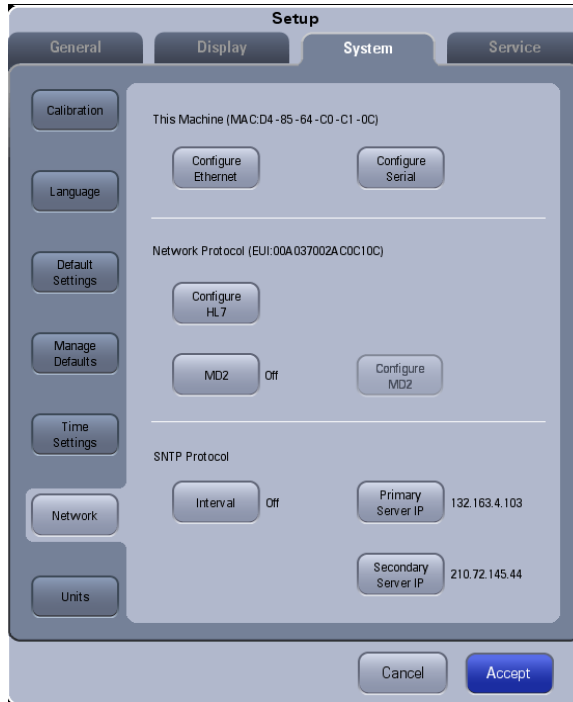 Setup
General
Display
System
Service
Calibration
Language
Default
Settings
Manage
Defaults
Time
Settings
Network
Units
This Machine (MAC:D4-85-64-C0-C1-0C)
Configure
Ethernet
Configure
Serial
Network Protocol (EUI:00A037002AC0C10C)
Configure
HL7
MD2
Off
Configure
MD2
SNTP Protocol
Interval
Off
Primary
Server IP
132.163.4.103
Secondary
Server IP
210.72.145.44
Cancel
Accept